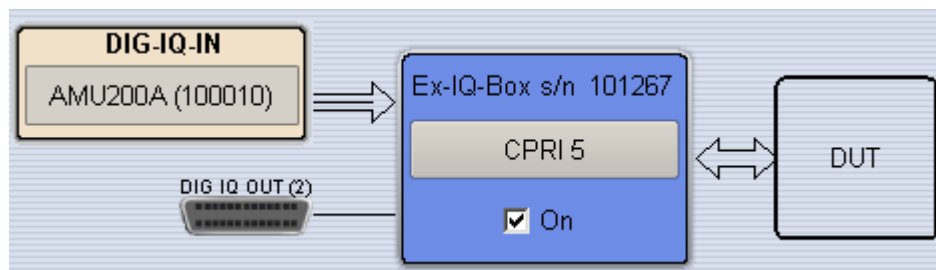 DIG-IQ-IN
AMU200A (100010)
DIG IQ OUT (2)
Ex-IQ-Box s/n 101267
CPRI 5
On
DUT